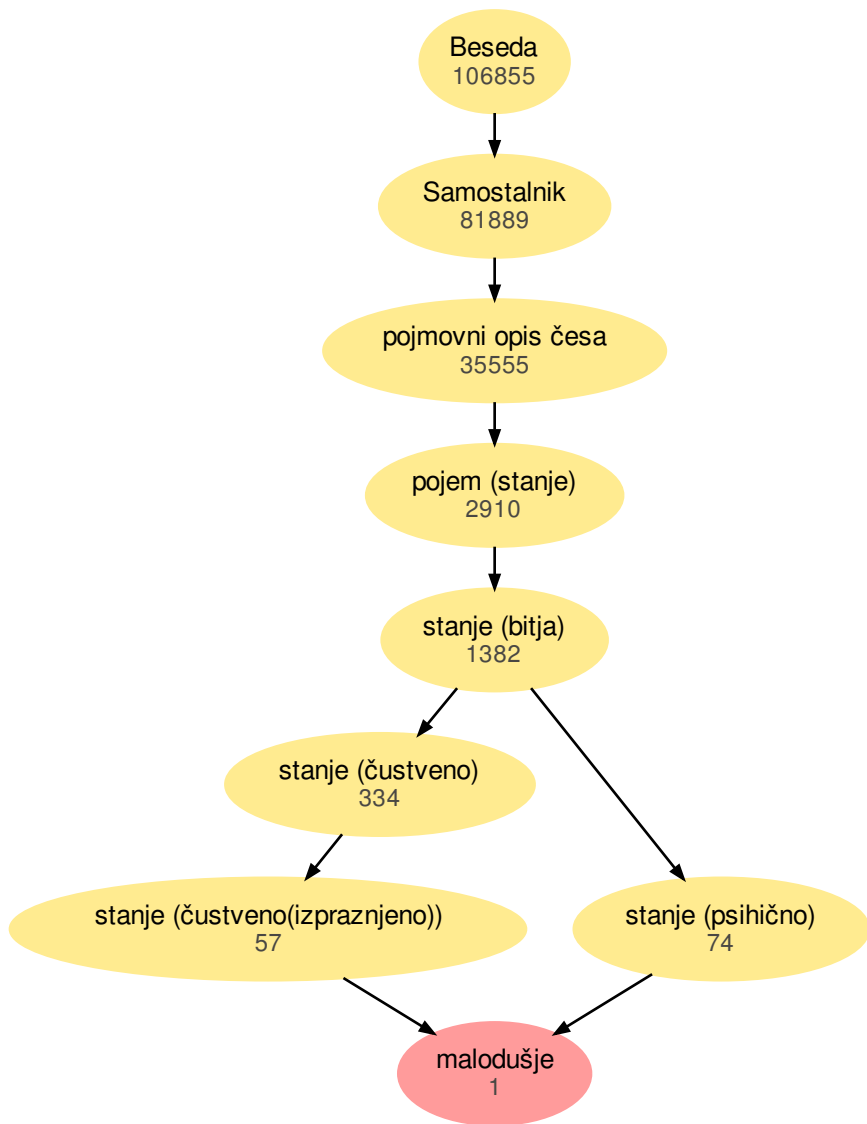 Beseda
106855
Samostalnik
81889
pojmovni opis česa
35555
pojem (stanje)
2910
stanje (bitja)
1382
stanje (čustveno)
334
stanje (čustveno(izpraznjeno))
57
stanje (psihično)
74
malodušje
1